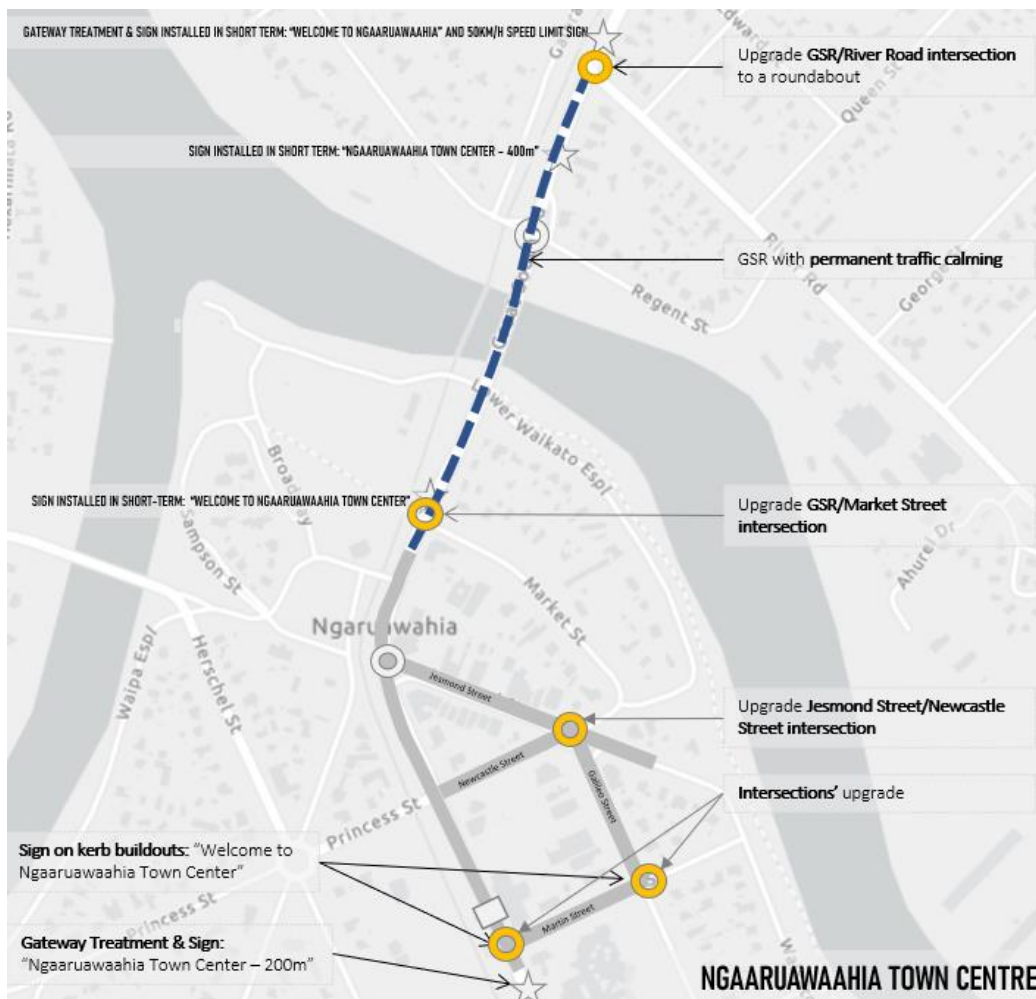 GATEWAY TREATMENT & SIGN INSTALLED IN SHORT TERM: "WELCOME TO NGAARUAWAHIA" AND 50KM/H SPEED LIMIT SIGN
Upgrade GSR/River Road intersection
to a roundabout
Queen St
SIGN INSTALLED IN SHORT TERM: "NGAARUAWAAHIA TOWN CENTER – 400m"
GSR with permanent traffic calming
River Rd
George St
Regent St
Lower Waikato Espl
Broadway
SIGN INSTALLED IN SHORT-TERM: "WELCOME TO NGAARUAWAAHIA TOWN CENTER"
Upgrade GSR/Market Street
intersection
Sampson St
Ahurei Dr
Market St
Ngaruawahia
Waipa Espl
Herschel St
Jesmond Street
Upgrade Jesmond Street/Newcastle
Street intersection
Newcastle Street
Galileo Street
Intersections' upgrade
Princess St
Sign on kerb buildouts: "Welcome to
Ngaaruawaahia Town Center"
Princess St
Martin Street
Gateway Treatment & Sign:
"Ngaaruawaahia Town Center – 200m"
NGAARUAWAAHIA TOWN CENTRE